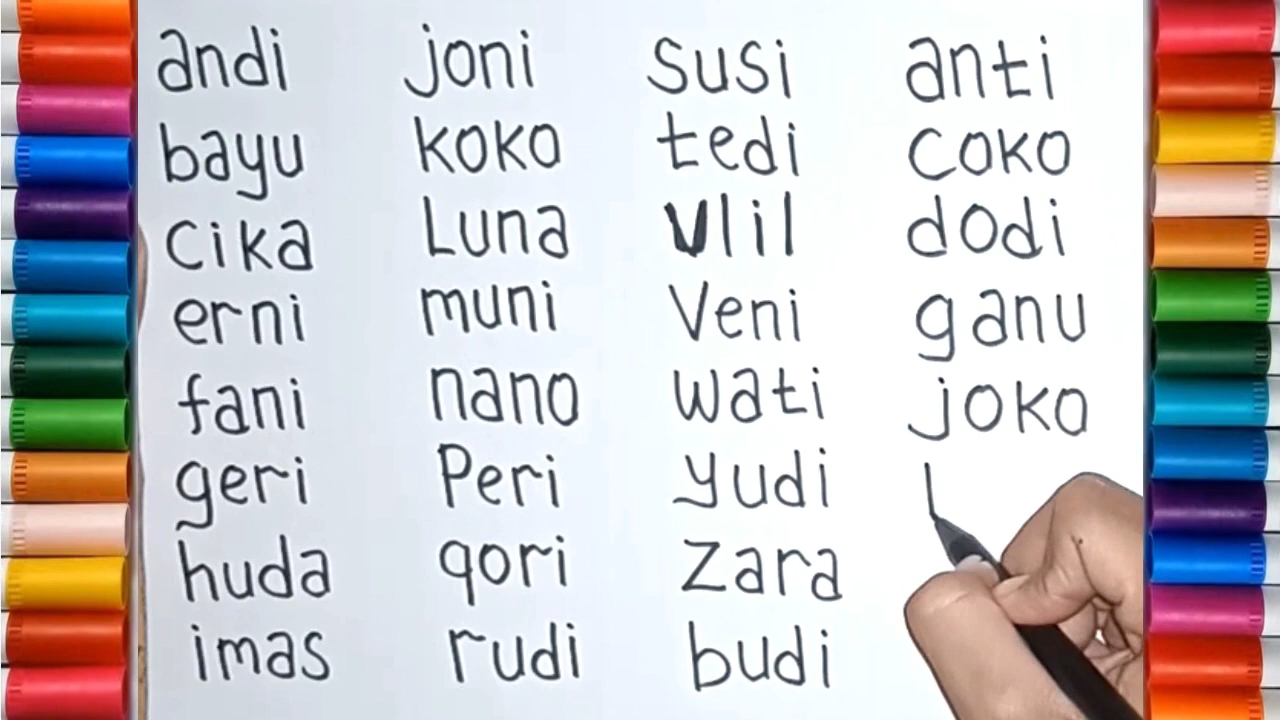 andi
bayu
cika
erni
fani
geri
huda
imas
joni
koko
Luna
muni
nano
Peri
qori
rudi
susi
tedi
vlil
Veni
wati
yudi
zara
budi
anti
coko
dodi
ganu
joko